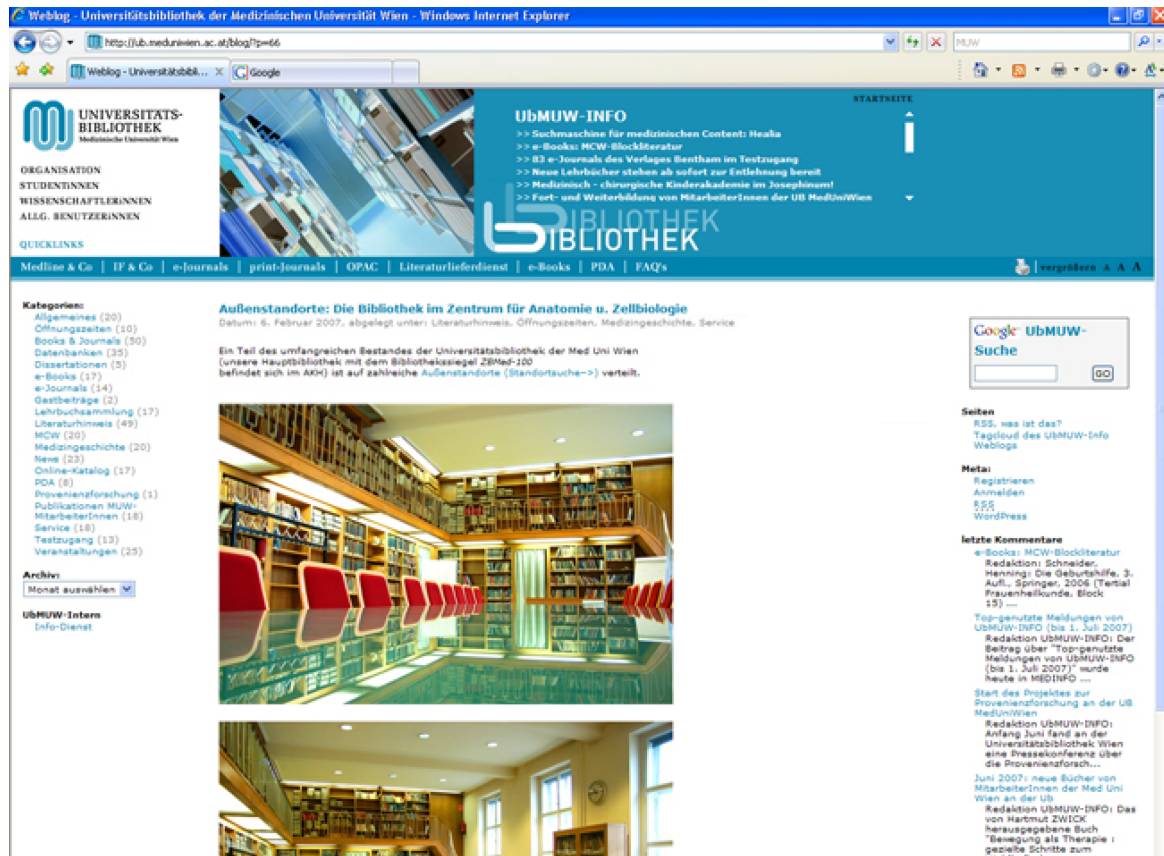 Weblog - Universitätsbibliothek der Medizinischen Universität Wien - Windows Internet Explorer
http://ub.meduniwien.ac.at/blog/?p=66
MUW
Weblog - Universitätsbibl...
Google
UNIVERSITÄTS-
BIBLIOTHEK
Medizinische Universität Wien
ORGANISATION
STUDENTiNNEN
WISSENSCHAFTLERiNNEN
ALLG. BENUTZERiNNEN
QUICKLINKS
STARTSEITE
UbMUW-INFO
>> Suchmaschine für medizinischen Content: Healia
>> e-Books: MCW-Blockliteratur
>> 83 e-Journals des Verlages Bentham im Testzugang
>> Neue Lehrbücher stehen ab sofort zur Entlehnung bereit
>> Medizinisch - chirurgische Kinderakademie im Josephinum!
>> Fort- und Weiterbildung von MitarbeiterInnen der UB MedUniWien
BIBLIOTHEK
BIBLIOTHEK
Medline & Co | IF & Co | e-Journals | print-Journals | OPAC | Literaturlieferdienst | e-Books | PDA | FAQ's
vergrößern A A A
Kategorien:
Allgemeines (20)
Öffnungszeiten (10)
Books & Journals (50)
Datenbanken (35)
Dissertationen (5)
e-Books (17)
e-Journals (14)
Gastbeiträge (2)
Lehrbuchsammlung (17)
Literaturhinweis (49)
MCW (20)
Medizingeschichte (20)
News (23)
Online-Katalog (17)
PDA (8)
Provenienzforschung (1)
Publikationen MUW-
MitarbeiterInnen (18)
Service (18)
Testzugang (13)
Veranstaltungen (25)
Archiv:
Monat auswählen
UbMUW-Intern
Info-Dienst
Außenstandorte: Die Bibliothek im Zentrum für Anatomie u. Zellbiologie
Datum: 6. Februar 2007, abgelegt unter: Literaturhinweis, Öffnungszeiten, Medizingeschichte, Service
Ein Teil des umfangreichen Bestandes der Universitätsbibliothek der Med Uni Wien
(unsere Hauptbibliothek mit dem Bibliothekssiegel ZBMed-100
befindet sich im AKH) ist auf zahlreiche Außenstandorte (Standortsuche-->) verteilt.
Google UbMUW-
Suche
GO
Seiten
RSS, was ist das?
Tagcloud des UbMUW-Info
Weblogs
Meta:
Registrieren
Anmelden
RSS
WordPress
letzte Kommentare
e-Books: MCW-Blockliteratur
Redaktion: Schneider,
Henning: Die Geburtshilfe, 3.
Aufl., Springer, 2006 (Tertial
Frauenheilkunde, Block
15) ...
Top-genutzte Meldungen von
UbMUW-INFO (bis 1. Juli 2007)
Redaktion UbMUW-INFO: Der
Beitrag über "Top-genutzte
Meldungen von UbMUW-INFO
(bis 1. Juli 2007)" wurde
heute in MEDINFO ...
Start des Projektes zur
Provenienzforschung an der UB
MedUniWien
Redaktion UbMUW-INFO:
Anfang Juni fand an der
Universitätsbibliothek Wien
eine Pressekonferenz über
die Provenienzforsch...
Juni 2007: neue Bücher von
MitarbeiterInnen der Med Uni
Wien an der Ub
Redaktion UbMUW-INFO: Das
von Hartmut ZWICK
herausgegebene Buch
"Bewegung als Therapie :
gezielte Schritte zum